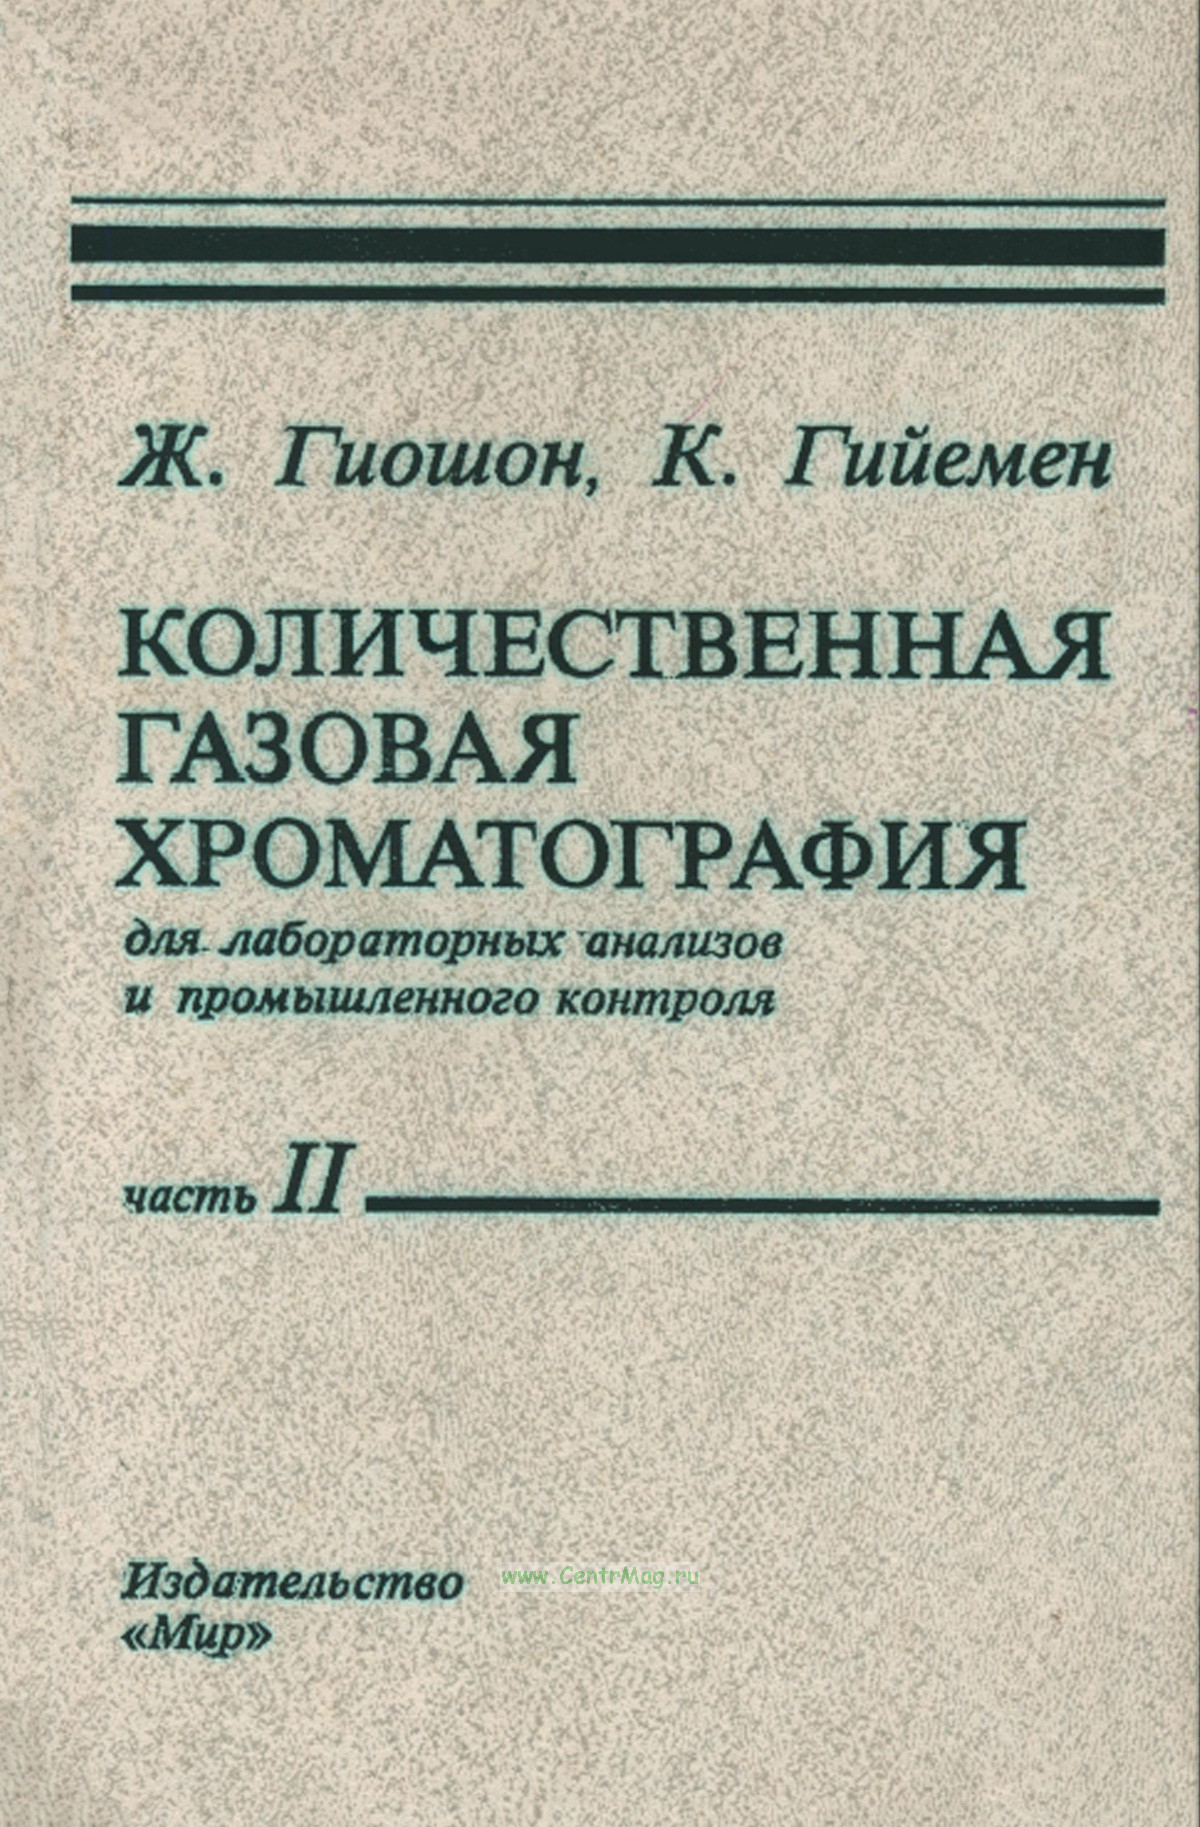 Ж. Гиошон, К. Гийемен
КОЛИЧЕСТВЕННАЯ
ГАЗОВАЯ
ХРОМАТОГРАФИЯ
для лабораторных анализов
и промышленного контроля
часть II
Издательство
«Мир»
www.CentrMag.ru